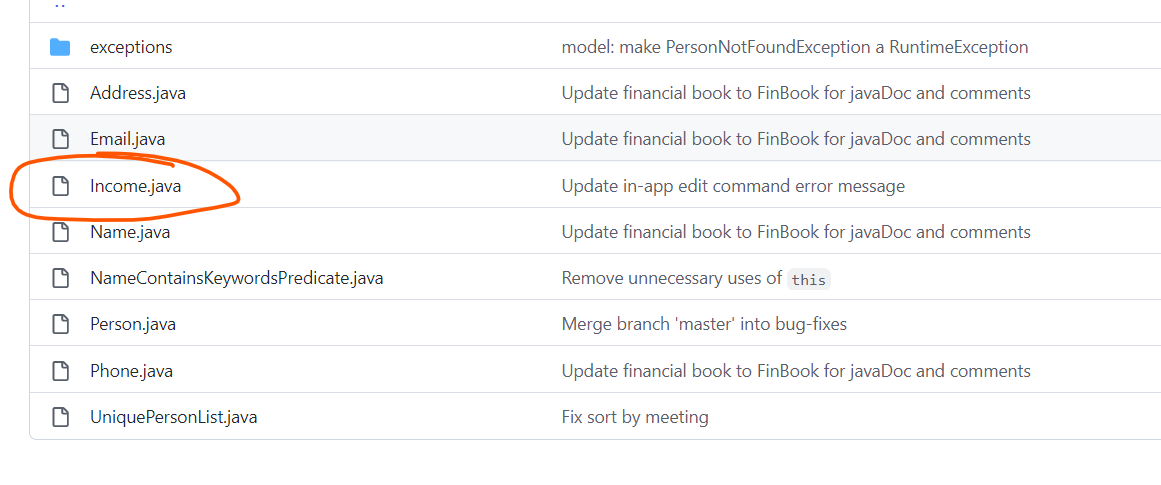 ..
exceptions model: make PersonNotFoundException a RuntimeException
Address.java Update financial book to FinBook for javaDoc and comments
Email.java Update financial book to FinBook for javaDoc and comments
Income.java Update in-app edit command error message
Name.java Update financial book to FinBook for javaDoc and comments
NameContainsKeywordsPredicate.java Remove unnecessary uses of this
Person.java Merge branch 'master' into bug-fixes
Phone.java Update financial book to FinBook for javaDoc and comments
UniquePersonList.java Fix sort by meeting